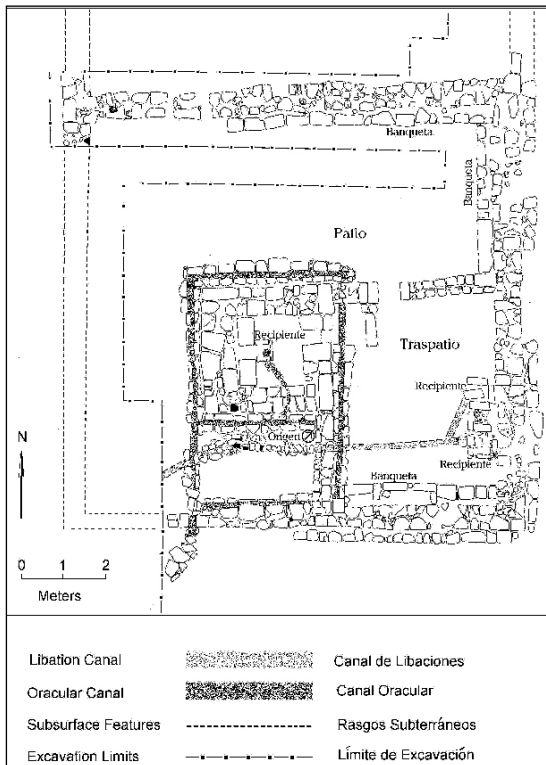 Banqueta
Banqueta
Patio
Traspatio
Recipiente
Recipiente
Origen
Recipiente
Banqueta
N
0 1 2
Meters
Libation Canal Canal de Libaciones
Oracular Canal Canal Oracular
Subsurface Features Rasgos Subterráneos
Excavation Limits Límite de Excavación